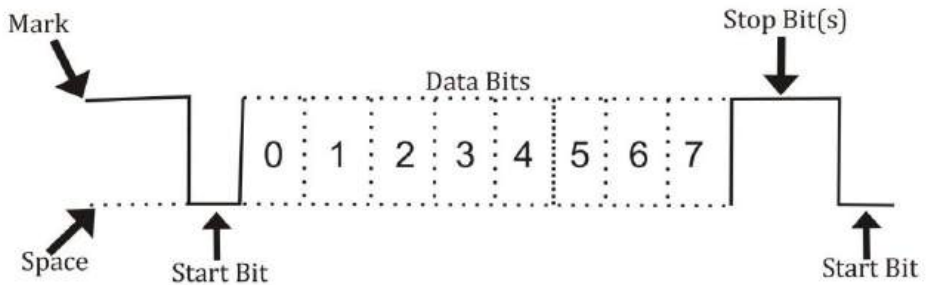 Mark
Stop Bit(s)
Data Bits
0 1 2 3 4 5 6 7
Space
Start Bit
Start Bit